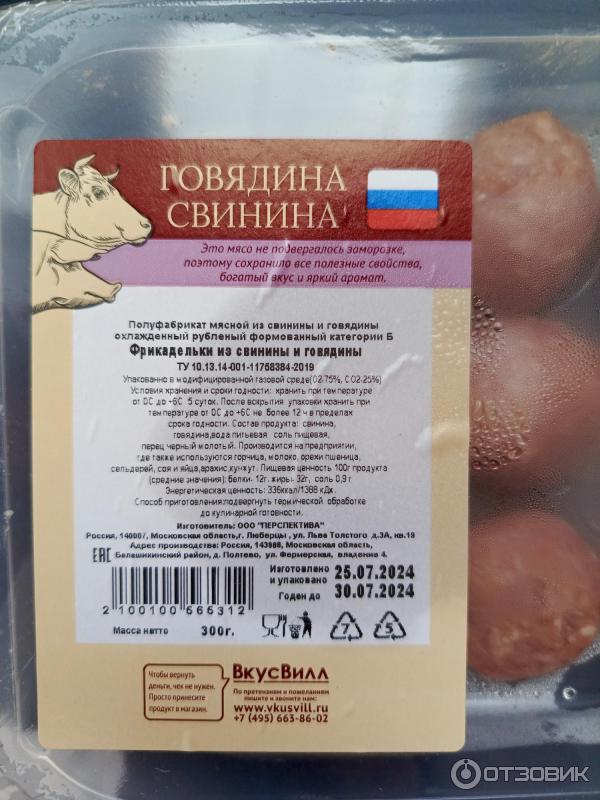 ГОВЯДИНА
СВИНИНА
Это мясо не подвергалось заморозке,
поэтому сохранило все полезные свойства,
богатый вкус и яркий аромат.
Полуфабрикат мясной из свинины и говядины
охлажденный рубленый формованный категории Б
Фрикадельки из свинины и говядины
ТУ 10.13.14-001-11758384-2019
Упаковано в модифицированной газовой среде(О2-75%, СО2-25%)
Условия хранения и сроки годности: хранить при температуре
от 0С до +6С 5 суток. После вскрытия упаковки хранить при
температуре от 0С до +6С не более 12 ч в пределах
срока годности. Состав продукта: свинина,
говядина,вода питьевая соль пищевая,
перец черный молотый. Производится на предприятии,
где также используются горчица, молоко, орехи пшеница,
сельдерей, соя и яйца,арахис,кунжут. Пищевая ценность 100г продукта
(средние значения): белки- 12г. жиры- 32г, соль 0,9 г
Энергетическая ценность: 336ккал/1388 кДж.
Способ приготовления:подвергнуть термической обработке
до кулинарной готовности.
Изготовитель: ООО "ПЕРСПЕКТИВА"
Россия, 140007, Московская область,г. Люберцы , ул. Льва Толстого д.3А, кв.19
Адрес производства: Россия, 143986, Московская область,
Балашихинский район, д. Полтево, ул. Фермерская, владение 4.
EAC
Изготовлено
и упаковано 25.07.2024
Годен до 30.07.2024
2 100100 565312
Масса нетто 300г.
7 5
Чтобы вернуть
деньги, чек не нужен.
Просто принесите
продукт в магазин.
ВкусВилл
По претензиям и пожеланиям
пишите и звоните нам:
www.vkusvill.ru
+7 (495) 663-86-02
ОТЗОВИК